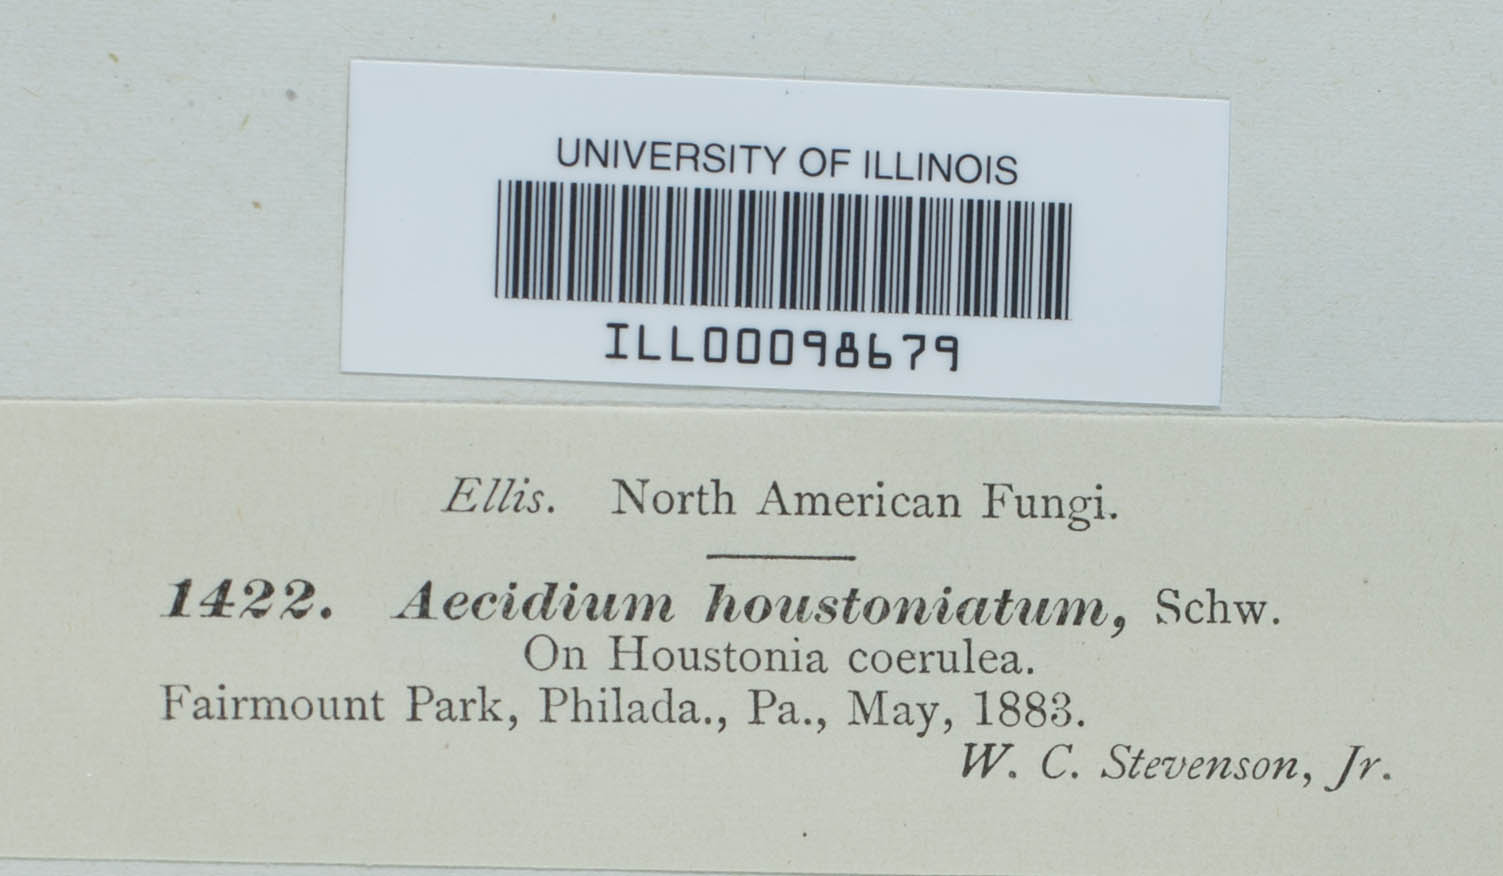 UNIVERSITY OF ILLINOIS
ILL00098679
Ellis. North American Fungi.
1422. Aecidium houstoniatum, Schw.
On Houstonia coerulea.
Fairmount Park, Philada., Pa., May, 1883.
W. C. Stevenson, Jr.